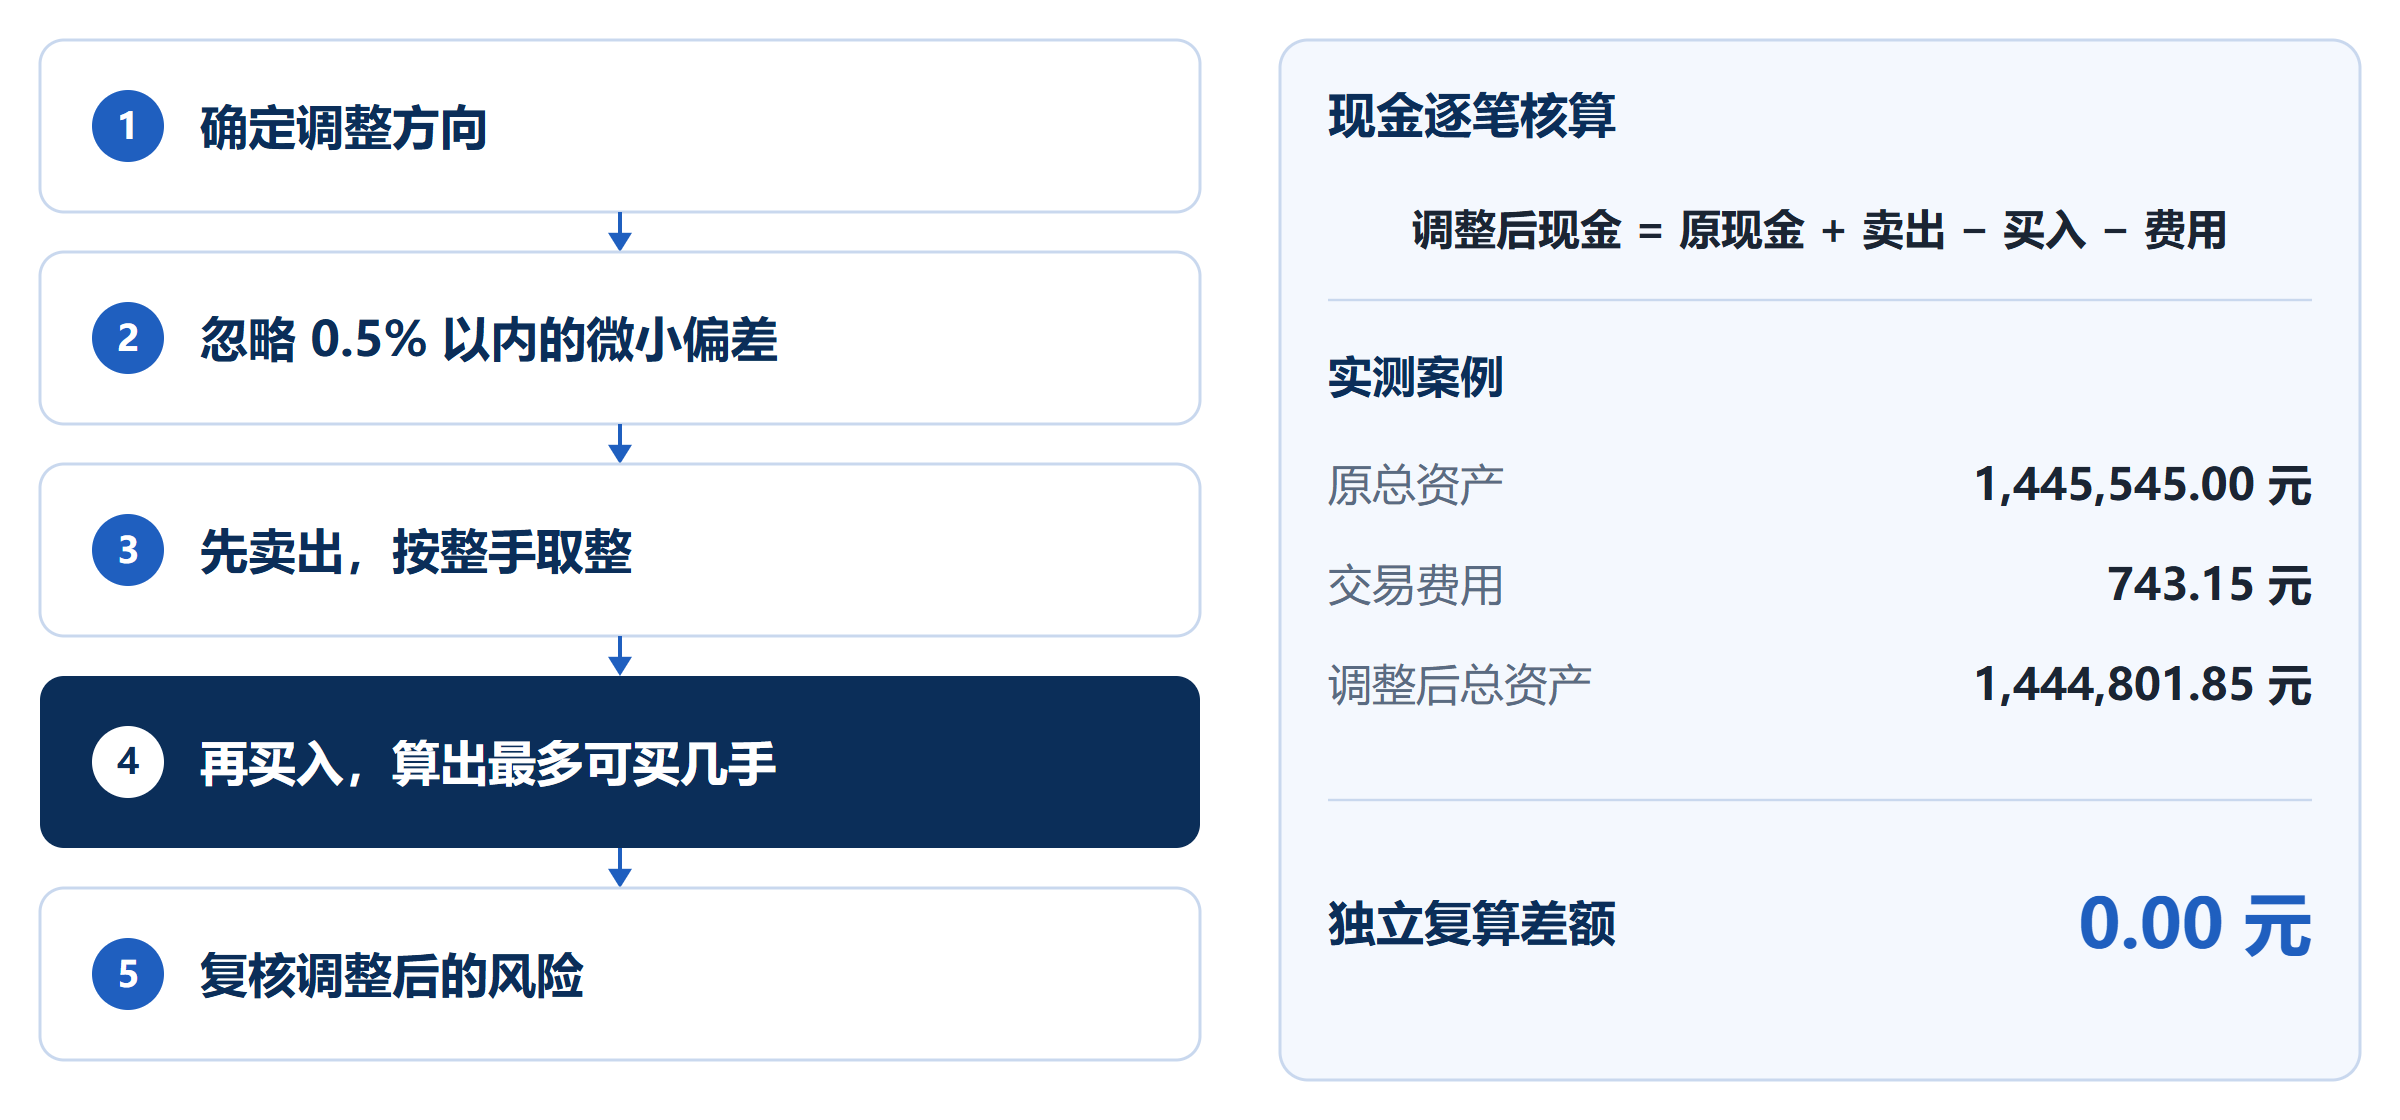 1 确定调整方向
2 忽略 0.5% 以内的微小偏差
3 先卖出，按整手取整
4 再买入，算出最多可买几手
5 复核调整后的风险
现金逐笔核算
调整后现金 = 原现金 + 卖出 − 买入 − 费用
实测案例
原总资产 1,445,545.00 元
交易费用 743.15 元
调整后总资产 1,444,801.85 元
独立复算差额 0.00 元